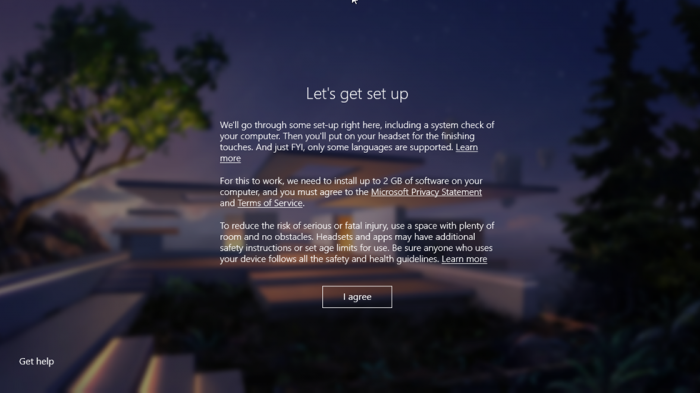 Let's get set up
We'll go through some set-up right here, including a system check of
your computer. Then you'll put on your headset for the finishing
touches. And just FYI, only some languages are supported. Learn
more
For this to work, we need to install up to 2 GB of software on your
computer, and you must agree to the Microsoft Privacy Statement
and Terms of Service.
To reduce the risk of serious or fatal injury, use a space with plenty of
room and no obstacles. Headsets and apps may have additional
safety instructions or set age limits for use. Be sure anyone who uses
your device follows all the safety and health guidelines. Learn more
I agree
Get help